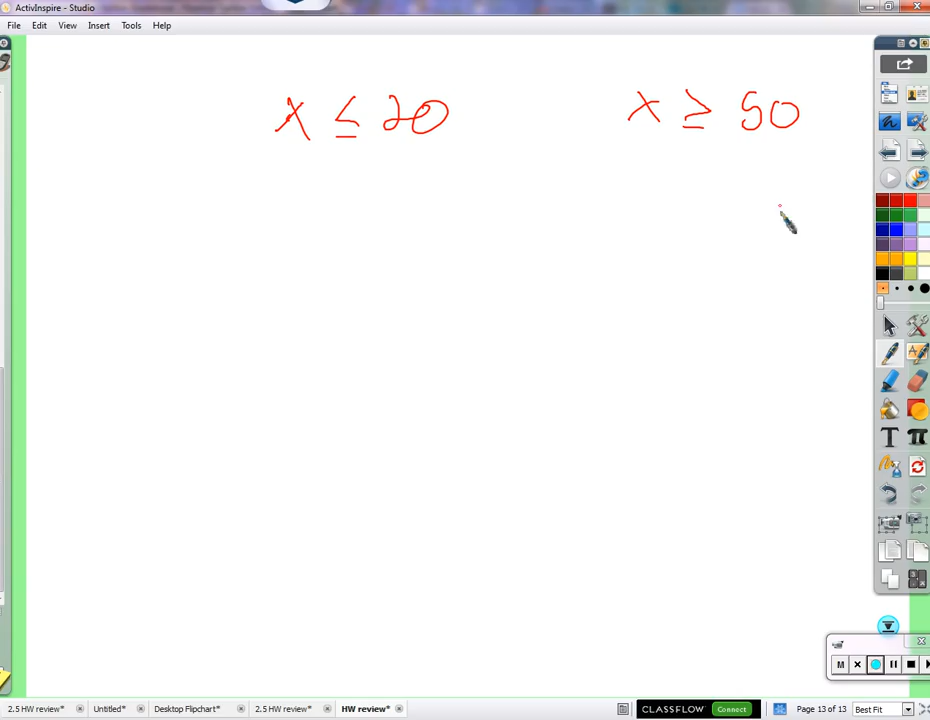 ActivInspire - Studio
File Edit View Insert Tools Help
x ≤ 20 x ≥ 50
M
2.5 HW review* Untitled* Desktop Flipchart* 2.5 HW review* HW review* CLASSFLOW Connect Page 13 of 13 Best Fit